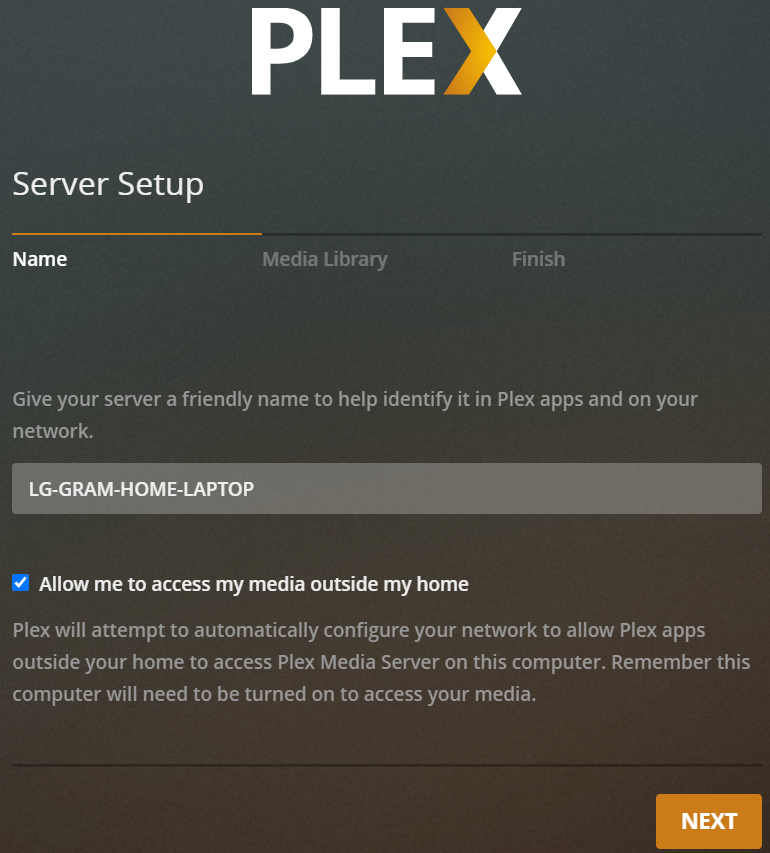 PLEX
Server Setup
Name Media Library Finish
Give your server a friendly name to help identify it in Plex apps and on your
network.
LG-GRAM-HOME-LAPTOP
Allow me to access my media outside my home
Plex will attempt to automatically configure your network to allow Plex apps
outside your home to access Plex Media Server on this computer. Remember this
computer will need to be turned on to access your media.
NEXT